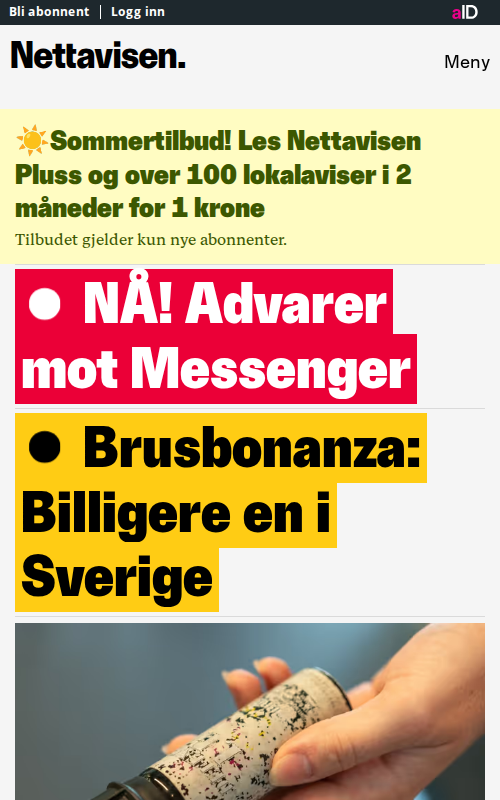 Bli abonnent
Logg inn
aID
Nettavisen.
Meny
☀️Sommertilbud! Les Nettavisen
Pluss og over 100 lokalaviser i 2
måneder for 1 krone
Tilbudet gjelder kun nye abonnenter.
NÅ! Advarer
mot Messenger
Brusbonanza:
Billigere en i
Sverige